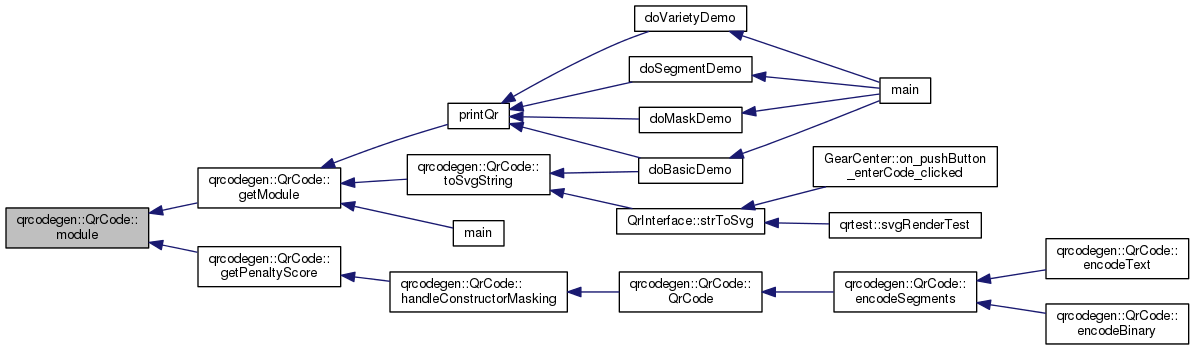 doVarietyDemo
doSegmentDemo
main
printQr
doMaskDemo
GearCenter::on_pushButton
_enterCode_clicked
qrcodegen::QrCode::
toSvgString
doBasicDemo
qrcodegen::QrCode::
getModule
qrcodegen::QrCode::
module
main
QrInterface::strToSvg
qrtest::svgRenderTest
qrcodegen::QrCode::
getPenaltyScore
qrcodegen::QrCode::
handleConstructorMasking
qrcodegen::QrCode::
QrCode
qrcodegen::QrCode::
encodeSegments
qrcodegen::QrCode::
encodeText
qrcodegen::QrCode::
encodeBinary